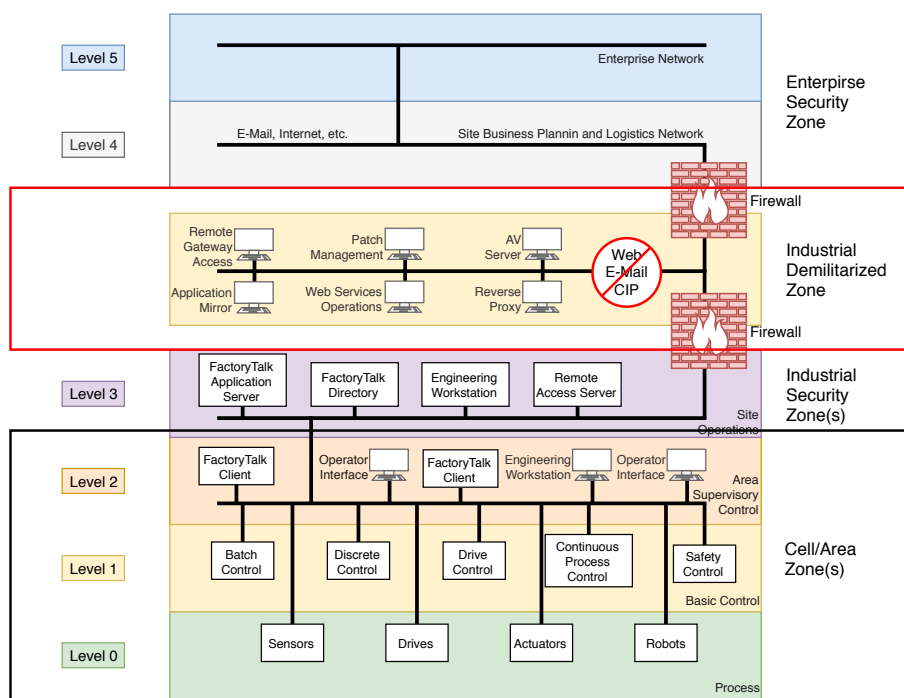 Level 5
Enterprise Network
Enterpirse
Security
Zone
Level 4
E-Mail, Internet, etc.
Site Business Plannin and Logistics Network
Firewall
Remote
Gateway
Access
Patch
Management
AV
Server
Web
E-Mail
CIP
Industrial
Demilitarized
Zone
Application
Mirror
Web Services
Operations
Reverse
Proxy
Firewall
Level 3
FactoryTalk
Application
Server
FactoryTalk
Directory
Engineering
Workstation
Remote
Access Server
Site
Operations
Industrial
Security
Zone(s)
Level 2
FactoryTalk
Client
Operator
Interface
FactoryTalk
Client
Engineering
Workstation
Operator
Interface
Area
Supervisory
Control
Level 1
Batch
Control
Discrete
Control
Drive
Control
Continuous
Process
Control
Safety
Control
Basic Control
Cell/Area
Zone(s)
Level 0
Sensors
Drives
Actuators
Robots
Process